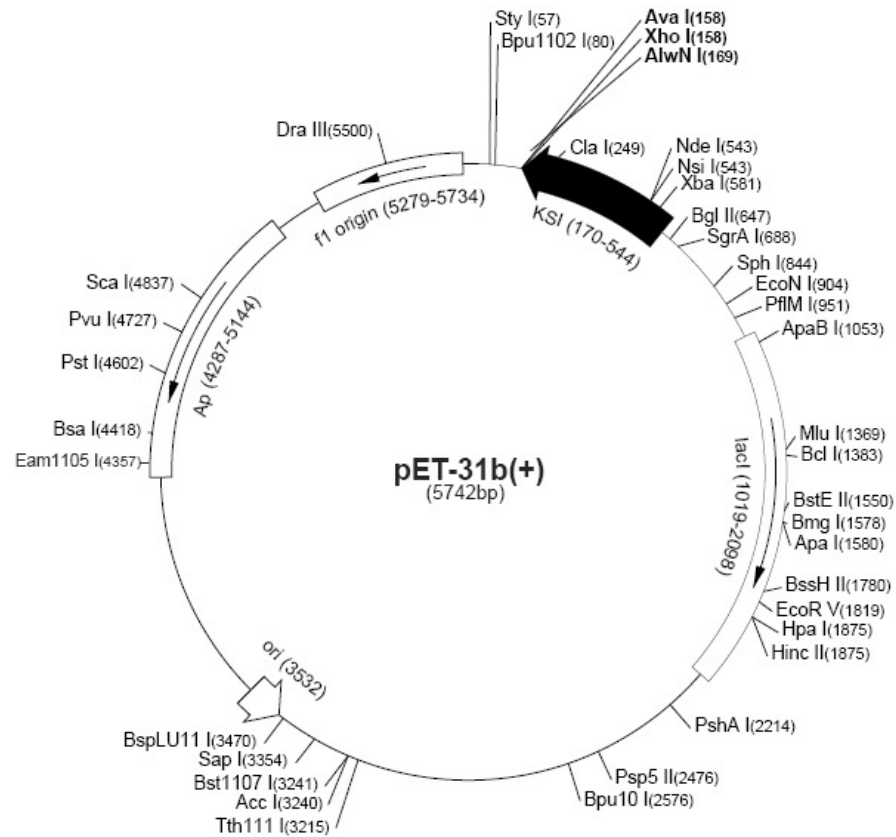 Sty I(57)
Bpu1102 I(80)
Ava I(158)
Xho I(158)
AlwN I(169)
Dra III(5500)
Cla I(249)
Nde I(543)
Nsi I(543)
Xba I(581)
f1 origin (5279-5734)
KSI (170-544)
Bgl II(647)
SgrA I(688)
Sph I(844)
EcoN I(904)
PflM I(951)
ApaB I(1053)
Sca I(4837)
Pvu I(4727)
Pst I(4602)
Ap (4287-5144)
Bsa I(4418)
Eam1105 I(4357)
pET-31b(+)
(5742bp)
lacI (1019-2098)
Mlu I(1369)
Bcl I(1383)
BstE II(1550)
Bmg I(1578)
Apa I(1580)
BssH II(1780)
EcoR V(1819)
Hpa I(1875)
Hinc II(1875)
ori (3532)
PshA I(2214)
BspLU11 I(3470)
Sap I(3354)
Bst1107 I(3241)
Acc I(3240)
Tth111 I(3215)
Psp5 II(2476)
Bpu10 I(2576)